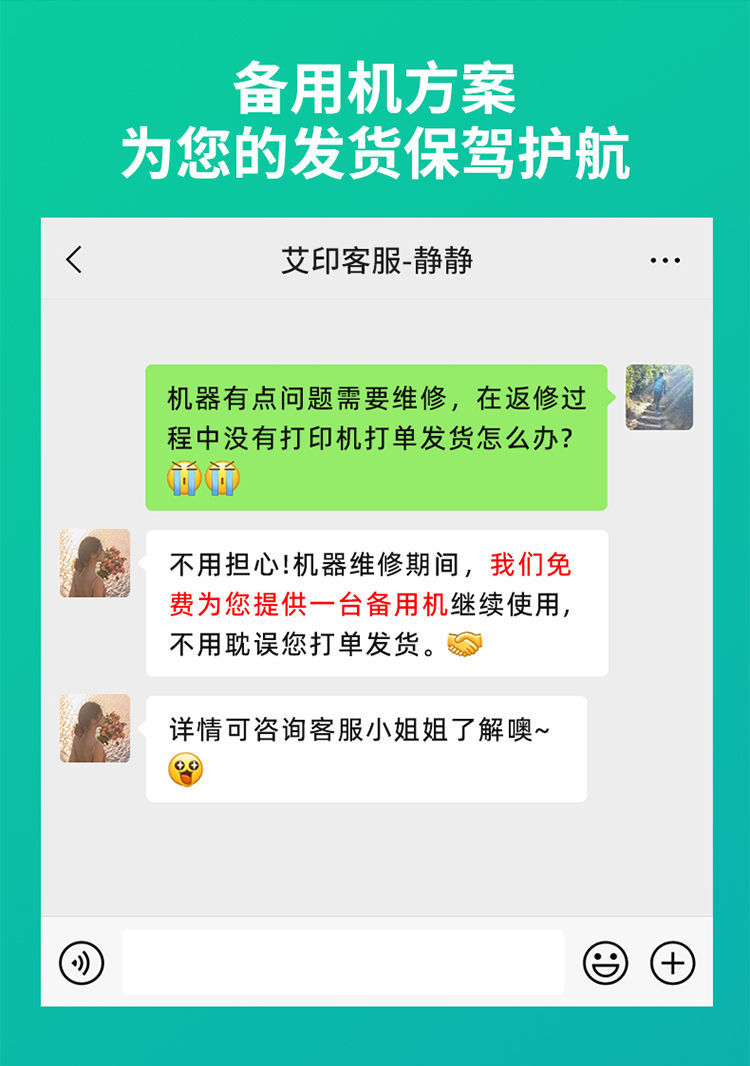 备用机方案
为您的发货保驾护航
艾印客服-静静
机器有点问题需要维修，在返修过
程中没有打印机打单发货怎么办?
不用担心!机器维修期间，我们免
费为您提供一台备用机继续使用，
不用耽误您打单发货。
详情可咨询客服小姐姐了解噢~